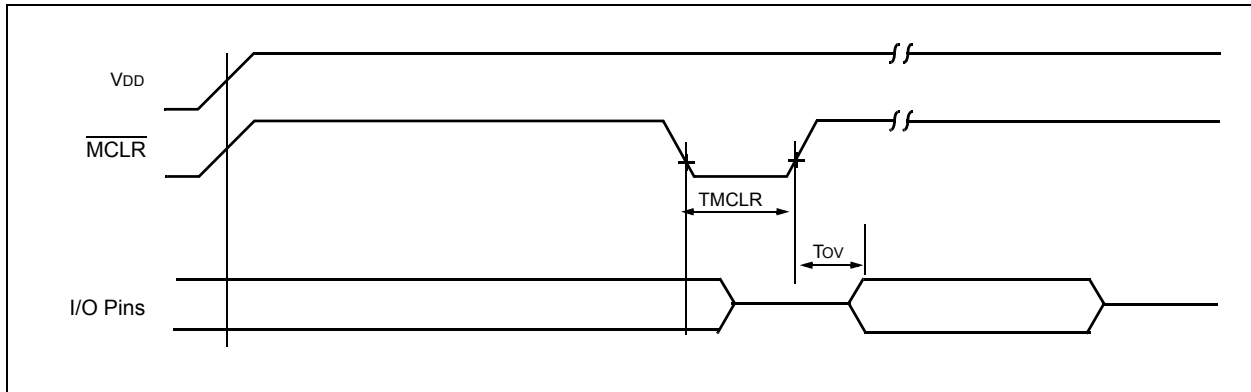 VDD
MCLR
TMCLR
TOV
I/O Pins